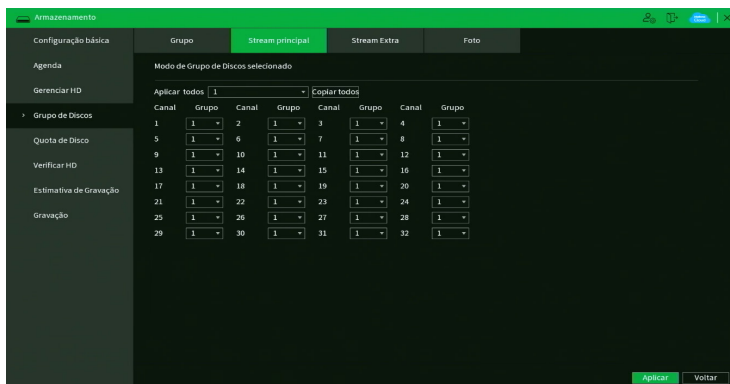 Armazenamento
Configuração básica
Agenda
Gerenciar HD
> Grupo de Discos
Quota de Disco
Verificar HD
Estimativa de Gravação
Gravação
Grupo Stream principal Stream Extra Foto
Modo de Grupo de Discos selecionado
Aplicar todos 1 Copiar todos
Canal Grupo Canal Grupo Canal Grupo Canal Grupo
1 1 2 1 3 1 4 1
5 1 6 1 7 1 8 1
9 1 10 1 11 1 12 1
13 1 14 1 15 1 16 1
17 1 18 1 19 1 20 1
21 1 22 1 23 1 24 1
25 1 26 1 27 1 28 1
29 1 30 1 31 1 32 1
Aplicar Voltar